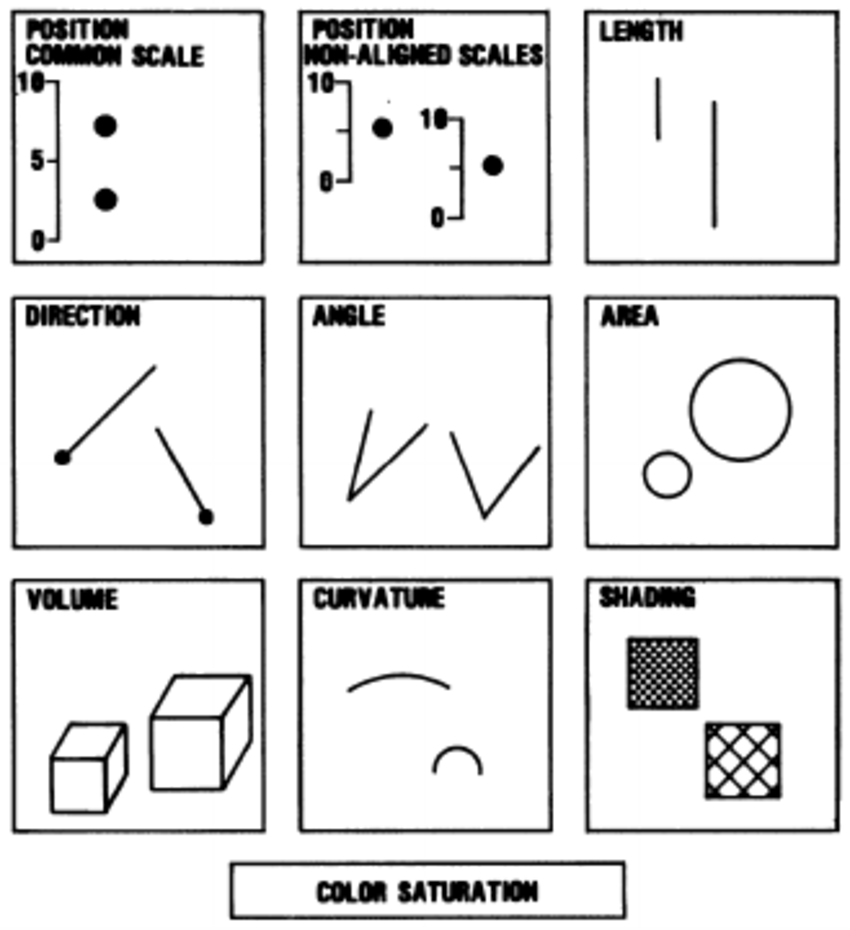 POSITION
COMMON SCALE
10
5
0
POSITION
NON-ALIGNED SCALES
10
0
10
0
LENGTH
DIRECTION
ANGLE
AREA
VOLUME
CURVATURE
SHADING
COLOR SATURATION